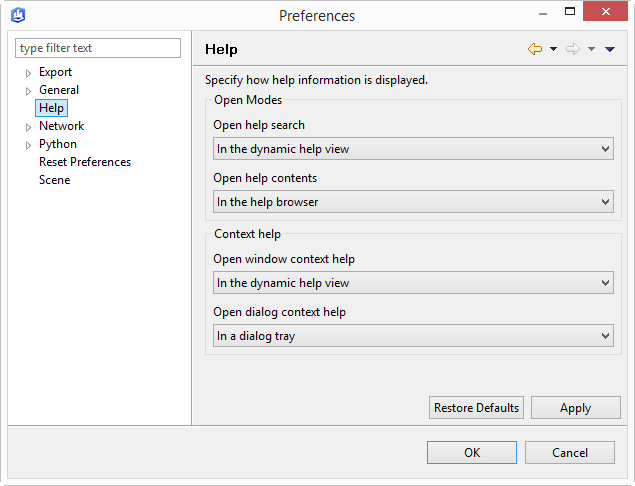 Preferences
type filter text
Export
General
Help
Network
Python
Reset Preferences
Scene
Help
Specify how help information is displayed.
Open Modes
Open help search
In the dynamic help view
Open help contents
In the help browser
Context help
Open window context help
In the dynamic help view
Open dialog context help
In a dialog tray
Restore Defaults
Apply
OK
Cancel